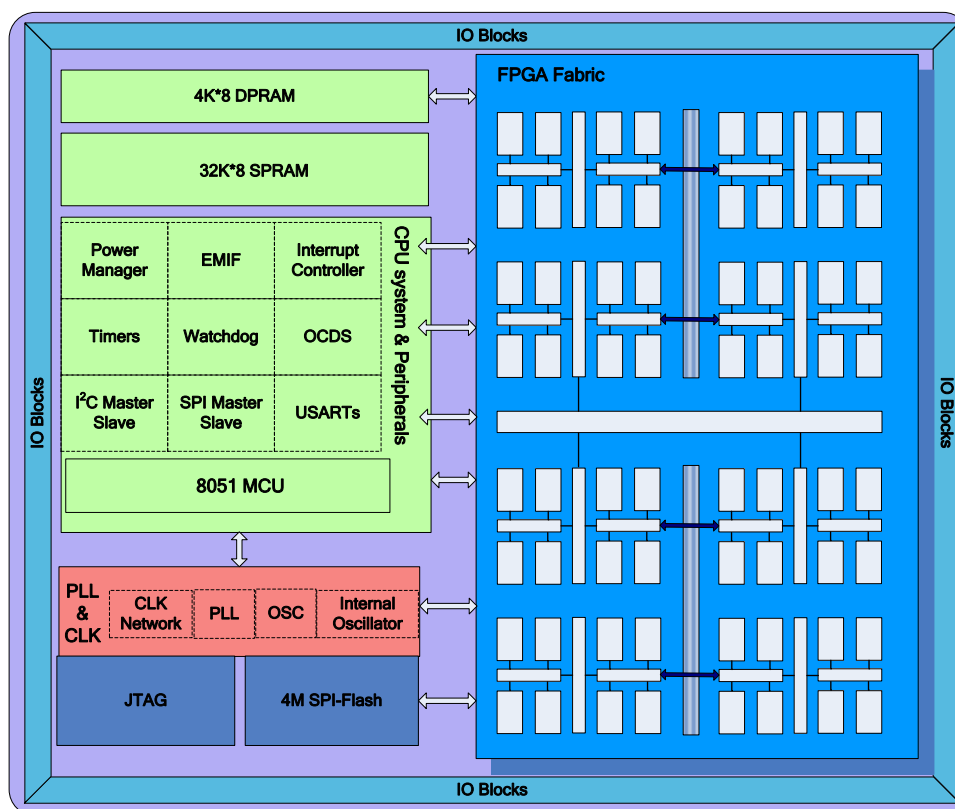 IO Blocks
FPGA Fabric
4K*8 DPRAM
32K*8 SPRAM
Power
Manager
EMIF
Interrupt
Controller
Timers
Watchdog
OCDS
I²C Master
Slave
SPI Master
Slave
USARTs
CPU system & Peripherals
8051 MCU
IO Blocks
IO Blocks
PLL
&
CLK
CLK
Network
PLL
OSC
Internal
Oscillator
JTAG
4M SPI-Flash
IO Blocks